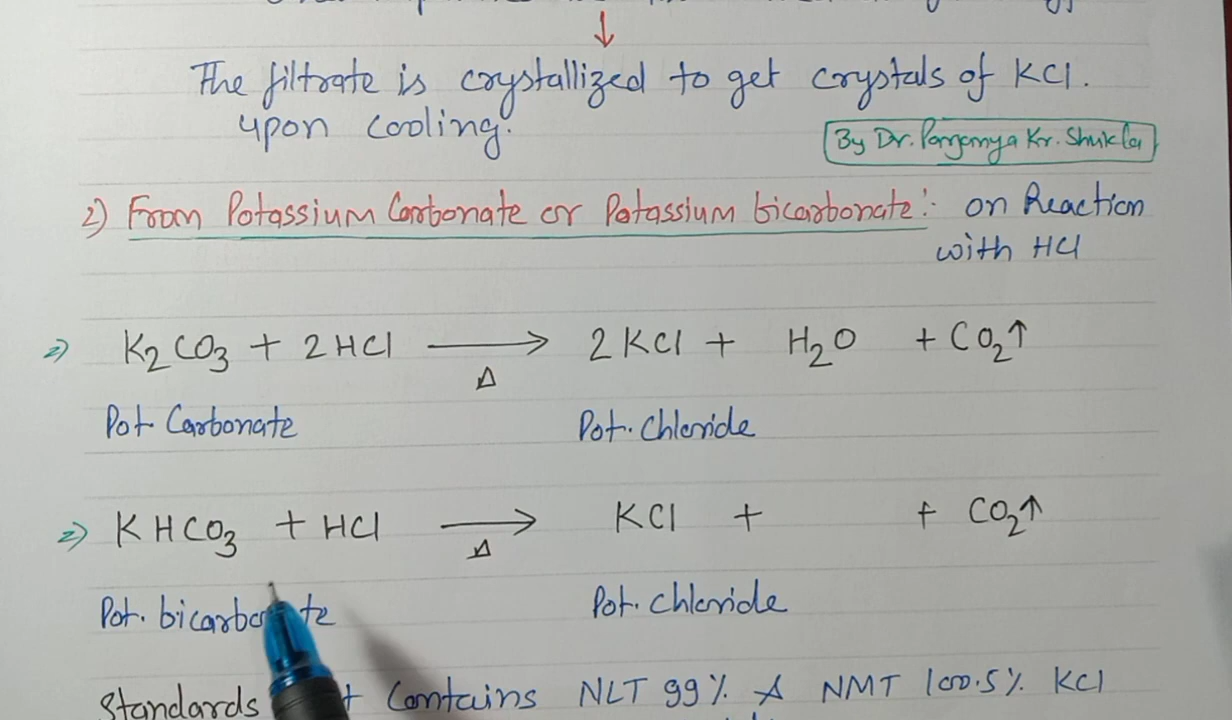 The filtrate is crystallized to get crystals of KCl.
upon cooling.
By Dr. Kr. Shukla
2) From Potassium Carbonate or Potassium bicarbonate: on Reaction
with HCl
K2CO3 + 2HCl ⟶ 2KCl + H2O + CO2↑
Δ
Pot. Carbonate Pot. Chloride
KHCO3 + HCl ⟶ KCl + + CO2↑
Δ
Pot. Pot. Chloride
Standards Contains NLT 99% & NMT 100.5% KCl